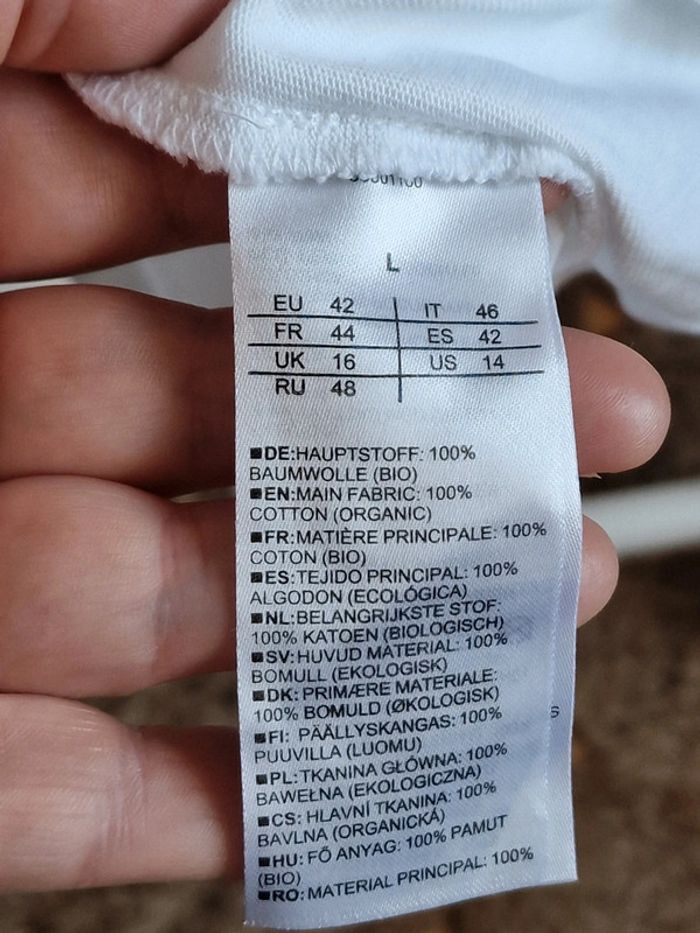 L
EU 42 IT 46
FR 44 ES 42
UK 16 US 14
RU 48
DE:HAUPTSTOFF: 100%
BAUMWOLLE (BIO)
EN:MAIN FABRIC: 100%
COTTON (ORGANIC)
FR:MATIÈRE PRINCIPALE: 100%
COTON (BIO)
ES:TEJIDO PRINCIPAL: 100%
ALGODON (ECOLÓGICA)
NL:BELANGRIJKSTE STOF:
100% KATOEN (BIOLOGISCH)
SV:HUVUD MATERIAL: 100%
BOMULL (EKOLOGISK)
DK: PRIMÆRE MATERIALE:
100% BOMULD (ØKOLOGISK)
FI: PÄÄLLYSKANGAS: 100%
PUUVILLA (LUOMU)
PL:TKANINA GŁÓWNA: 100%
BAWEŁNA (EKOLOGICZNA)
CS: HLAVNÍ TKANINA: 100%
BAVLNA (ORGANICKÁ)
HU: FŐ ANYAG: 100% PAMUT
(BIO)
RO: MATERIAL PRINCIPAL: 100%